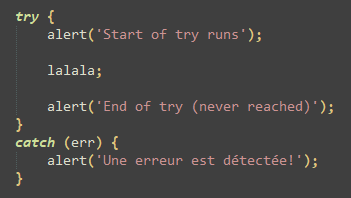 try {
    alert('Start of try runs');
    lalala;
    alert('End of try (never reached)');
}
catch (err) {
    alert('Une erreur est détectée!');
}